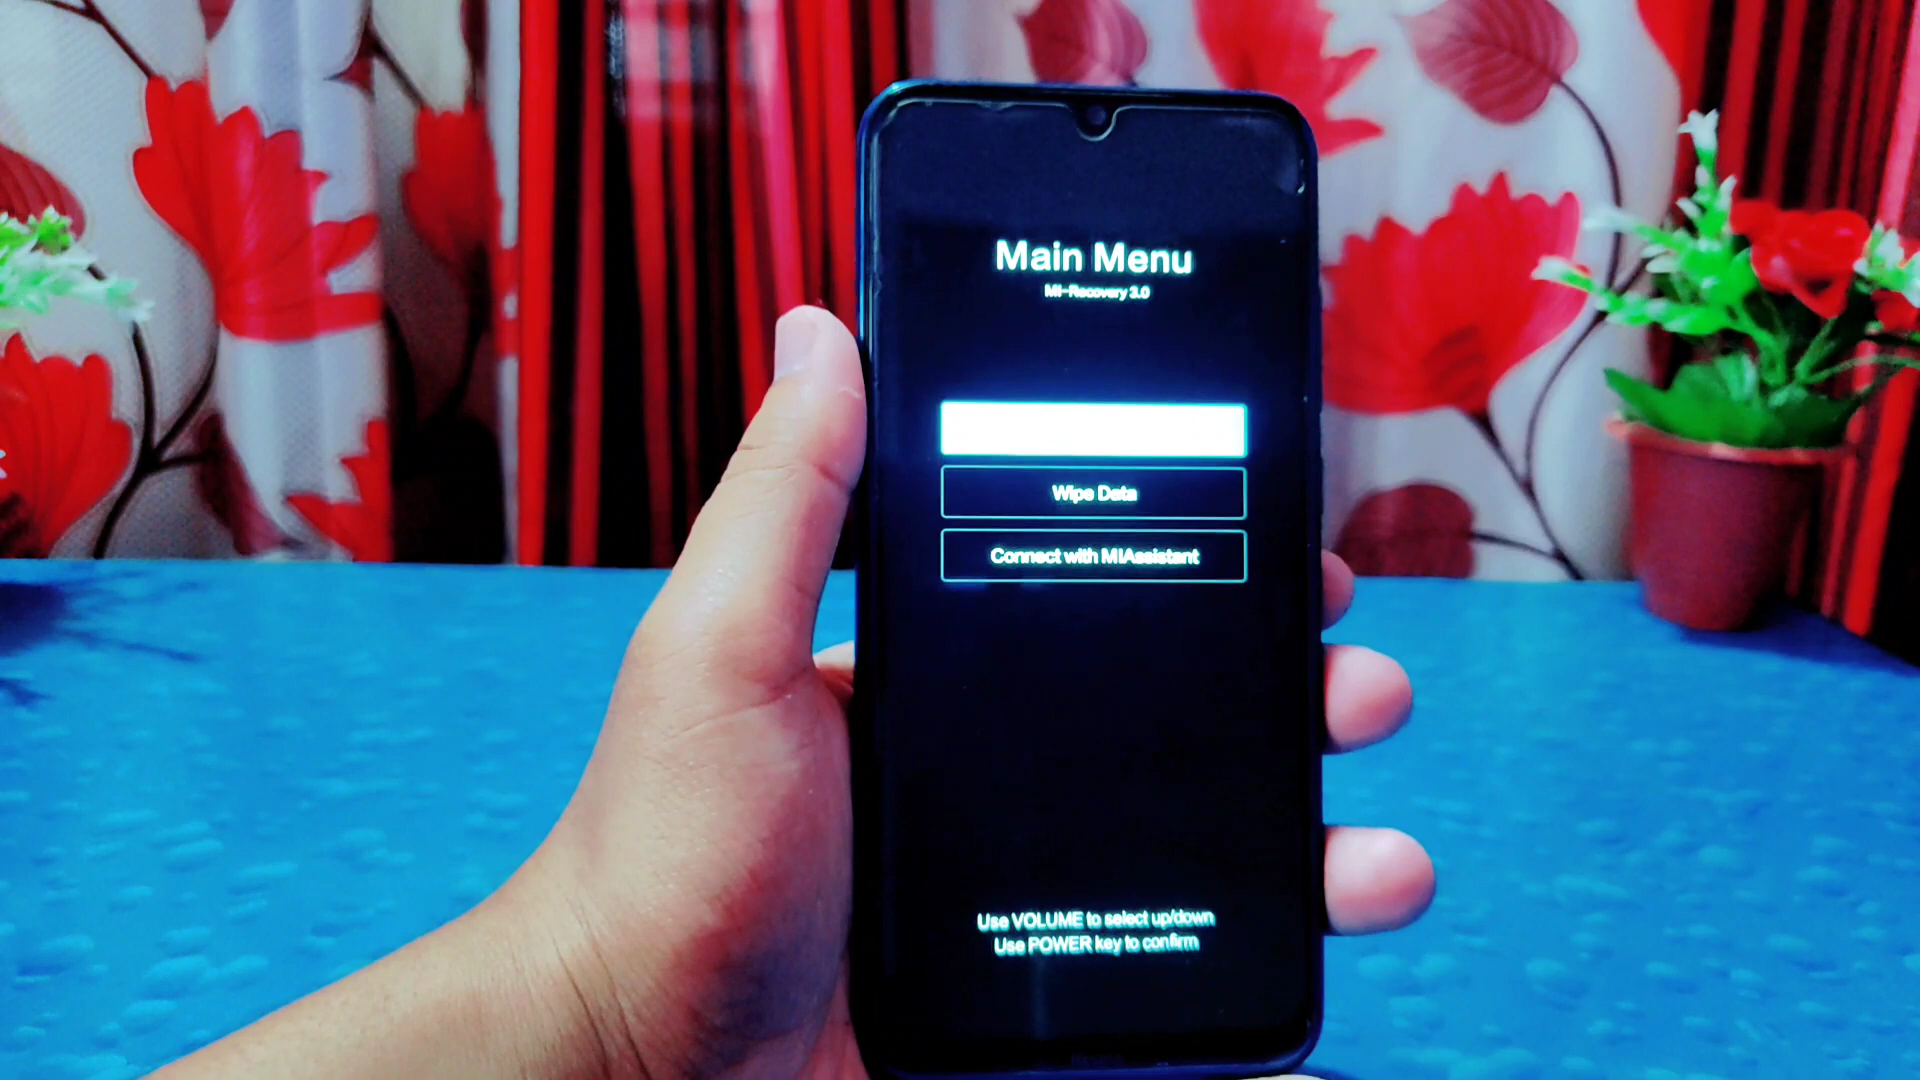 Main Menu
MI-Recovery 3.0
Wipe Data
Connect with MIAssistant
Use VOLUME to select up/down
Use POWER key to confirm